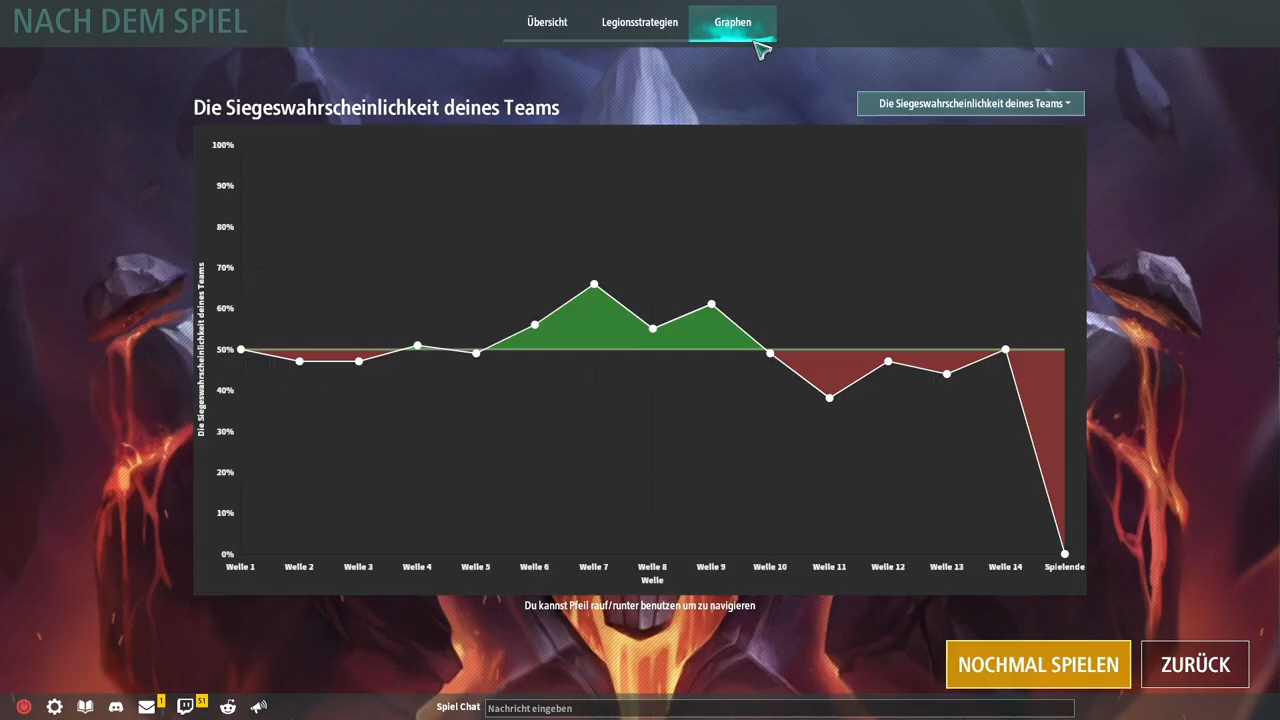 NACH DEM SPIEL
Übersicht
Legionsstrategien
Graphen
Die Siegeswahrscheinlichkeit deines Teams
Die Siegeswahrscheinlichkeit deines Teams
100%
90%
80%
70%
60%
50%
40%
30%
20%
10%
0%
Die Siegeswahrscheinlichkeit deines Teams
Welle 1
Welle 2
Welle 3
Welle 4
Welle 5
Welle 6
Welle 7
Welle 8
Welle 9
Welle 10
Welle 11
Welle 12
Welle 13
Welle 14
Spielende
Welle
Du kannst Pfeil rauf/runter benutzen um zu navigieren
NOCHMAL SPIELEN
ZURÜCK
1
51
Spiel Chat
Nachricht eingeben